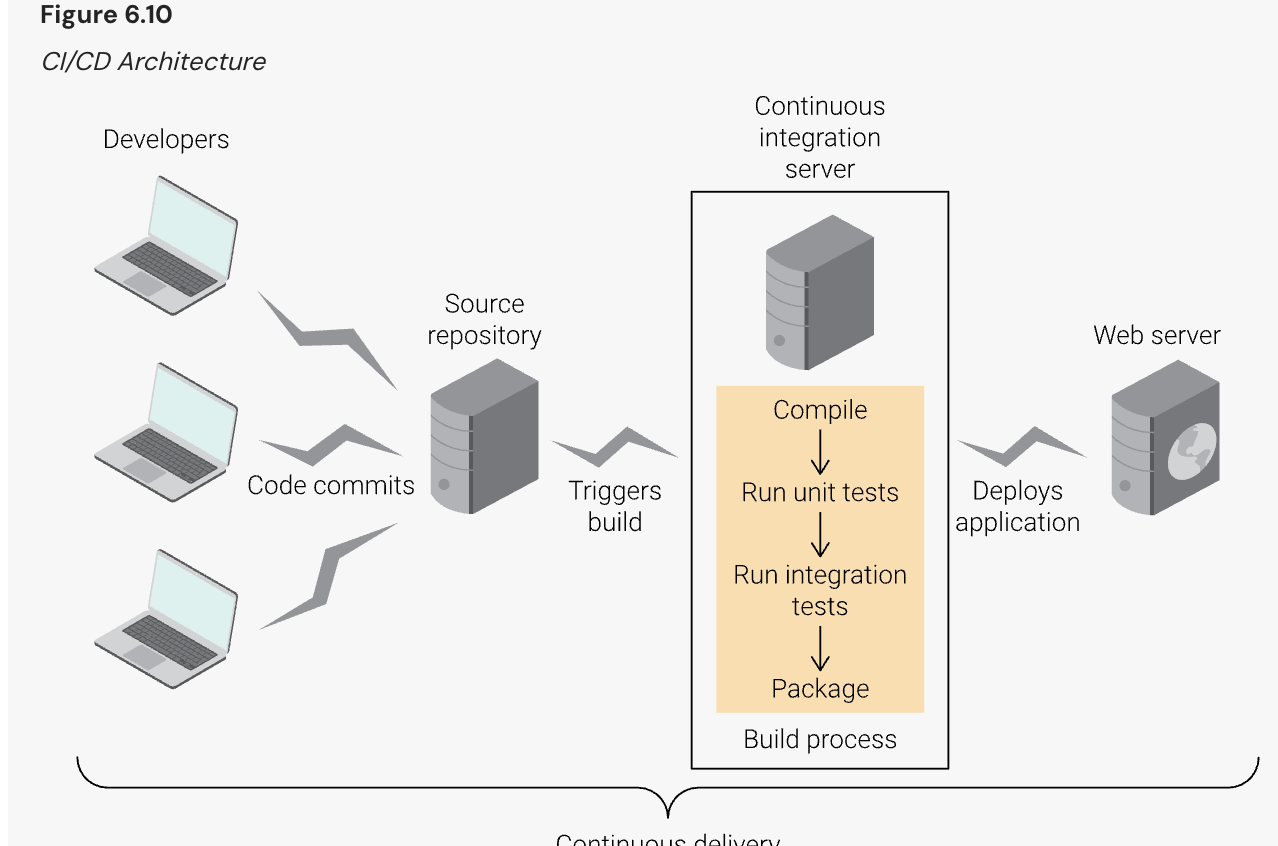 Figure 6.10
CI/CD Architecture
Developers
Continuous
integration
server
Source
repository
Web server
Code commits
Triggers
build
Compile
Run unit tests
Run integration
tests
Package
Build process
Deploys
application
Continuous delivery